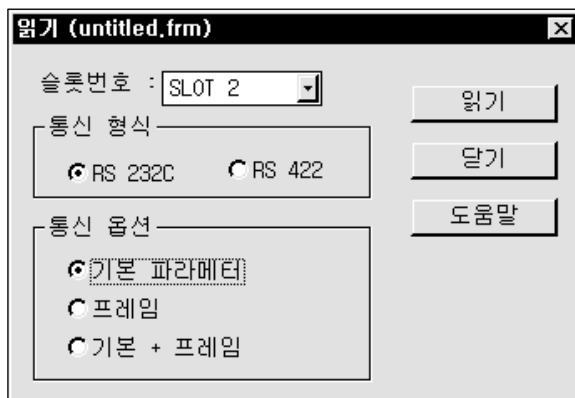 읽기 (untitled.frm)
슬롯번호 : SLOT 2
읽기
통신 형식
RS 232C RS 422
닫기
도움말
통신 옵션
기본 파라메터
프레임
기본 + 프레임